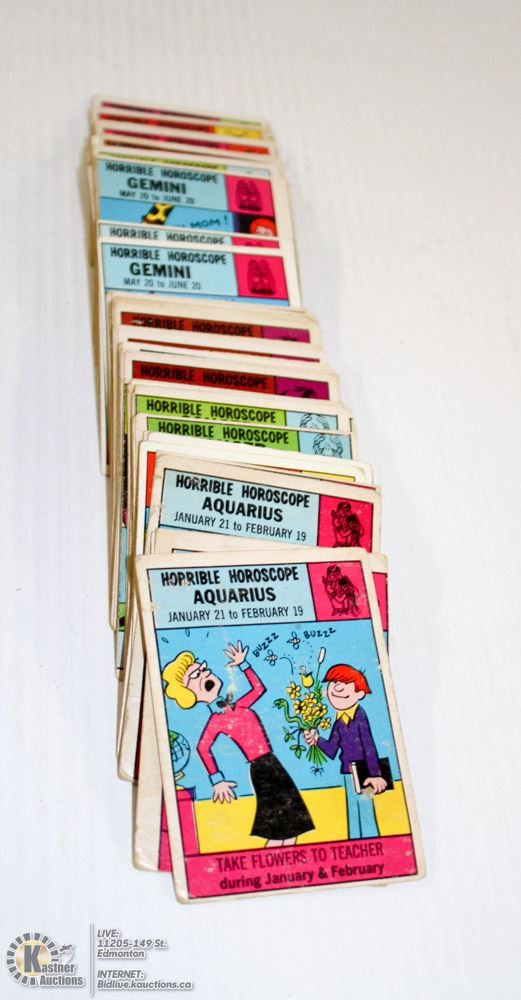 HORRIBLE HOROSCOPE
GEMINI
MAY 20 to JUNE 20
MOM!
HORRIBLE HOROSCOPE
HORRIBLE HOROSCOPE
GEMINI
MAY 20 to JUNE 20
HORRIBLE HOROSCOPE
HORRIBLE HOROSCOPE
HORRIBLE HOROSCOPE
HORRIBLE HOROSCOPE
HORRIBLE HOROSCOPE
AQUARIUS
JANUARY 21 to FEBRUARY 19
HORRIBLE HOROSCOPE
AQUARIUS
JANUARY 21 to FEBRUARY 19
BUZZZ
BUZZZ
TAKE FLOWERS TO TEACHER
during January & February
Kastner
Auctions
LIVE:
11205-149 St.
Edmonton
INTERNET:
Bidlive.kauctions.ca